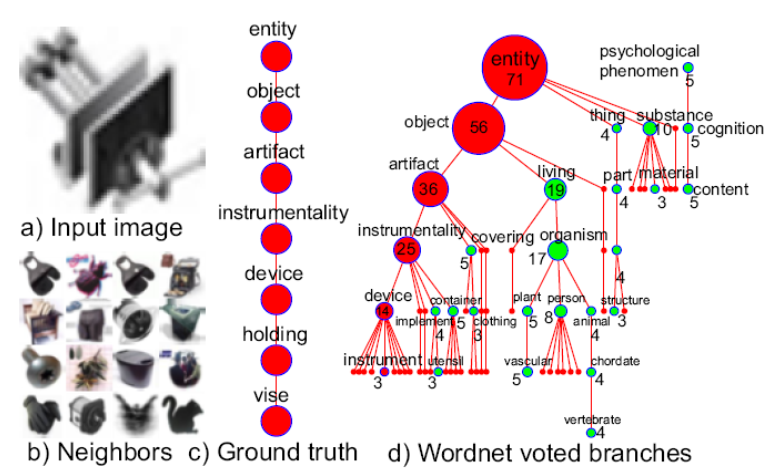 a) Input image
b) Neighbors
entity
object
artifact
instrumentality
device
holding
vise
c) Ground truth
entity
71
psychological
phenomen
5
object
56
thing
4
substance
10
cognition
5
artifact
36
living
19
part
4
material
3
content
5
instrumentality
25
covering
5
organism
17
4
device
14
implement
4
container
5
clothing
3
plant
5
person
8
animal
4
structure
3
instrument
3
utensil
3
vascular
5
chordate
4
vertebrate
4
d) Wordnet voted branches